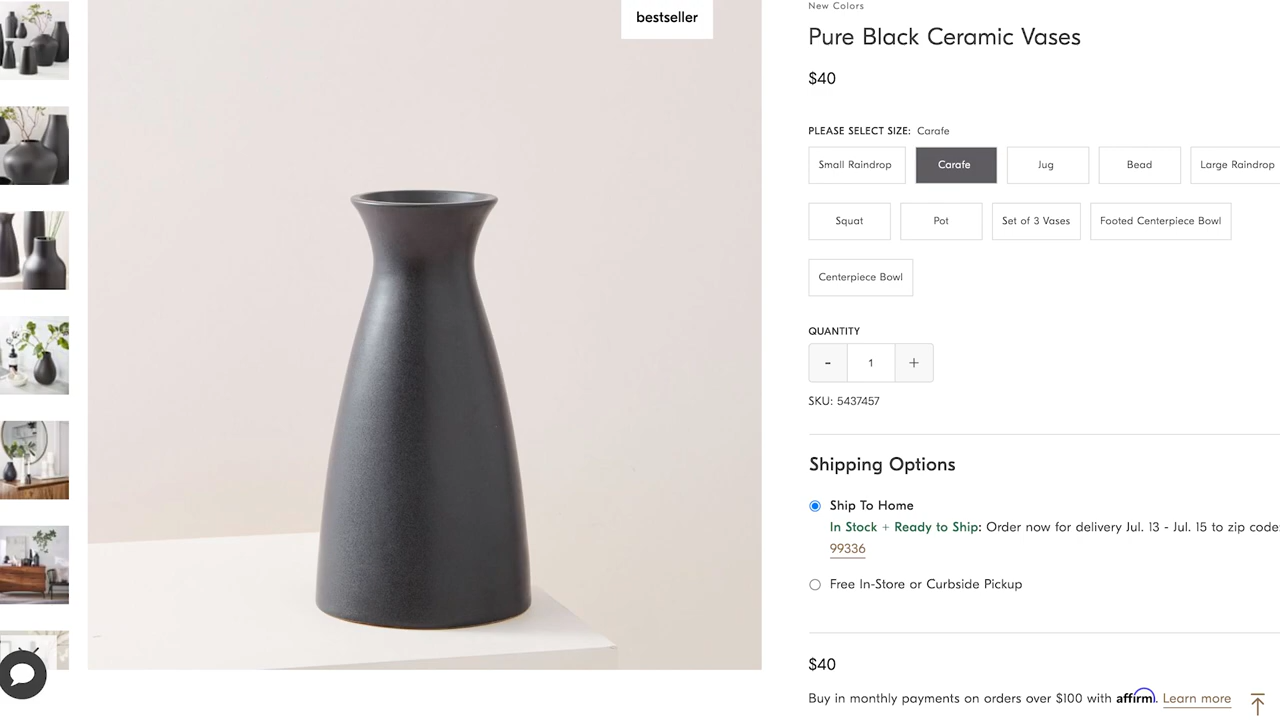 bestseller
New Colors
Pure Black Ceramic Vases
$40
PLEASE SELECT SIZE: Carafe
Small Raindrop
Carafe
Jug
Bead
Large Raindrop
Squat
Pot
Set of 3 Vases
Footed Centerpiece Bowl
Centerpiece Bowl
QUANTITY
- 1 +
SKU: 5437457
Shipping Options
Ship To Home
In Stock + Ready to Ship: Order now for delivery Jul. 13 - Jul. 15 to zip code:
99336
Free In-Store or Curbside Pickup
$40
Buy in monthly payments on orders over $100 with affirm. Learn more